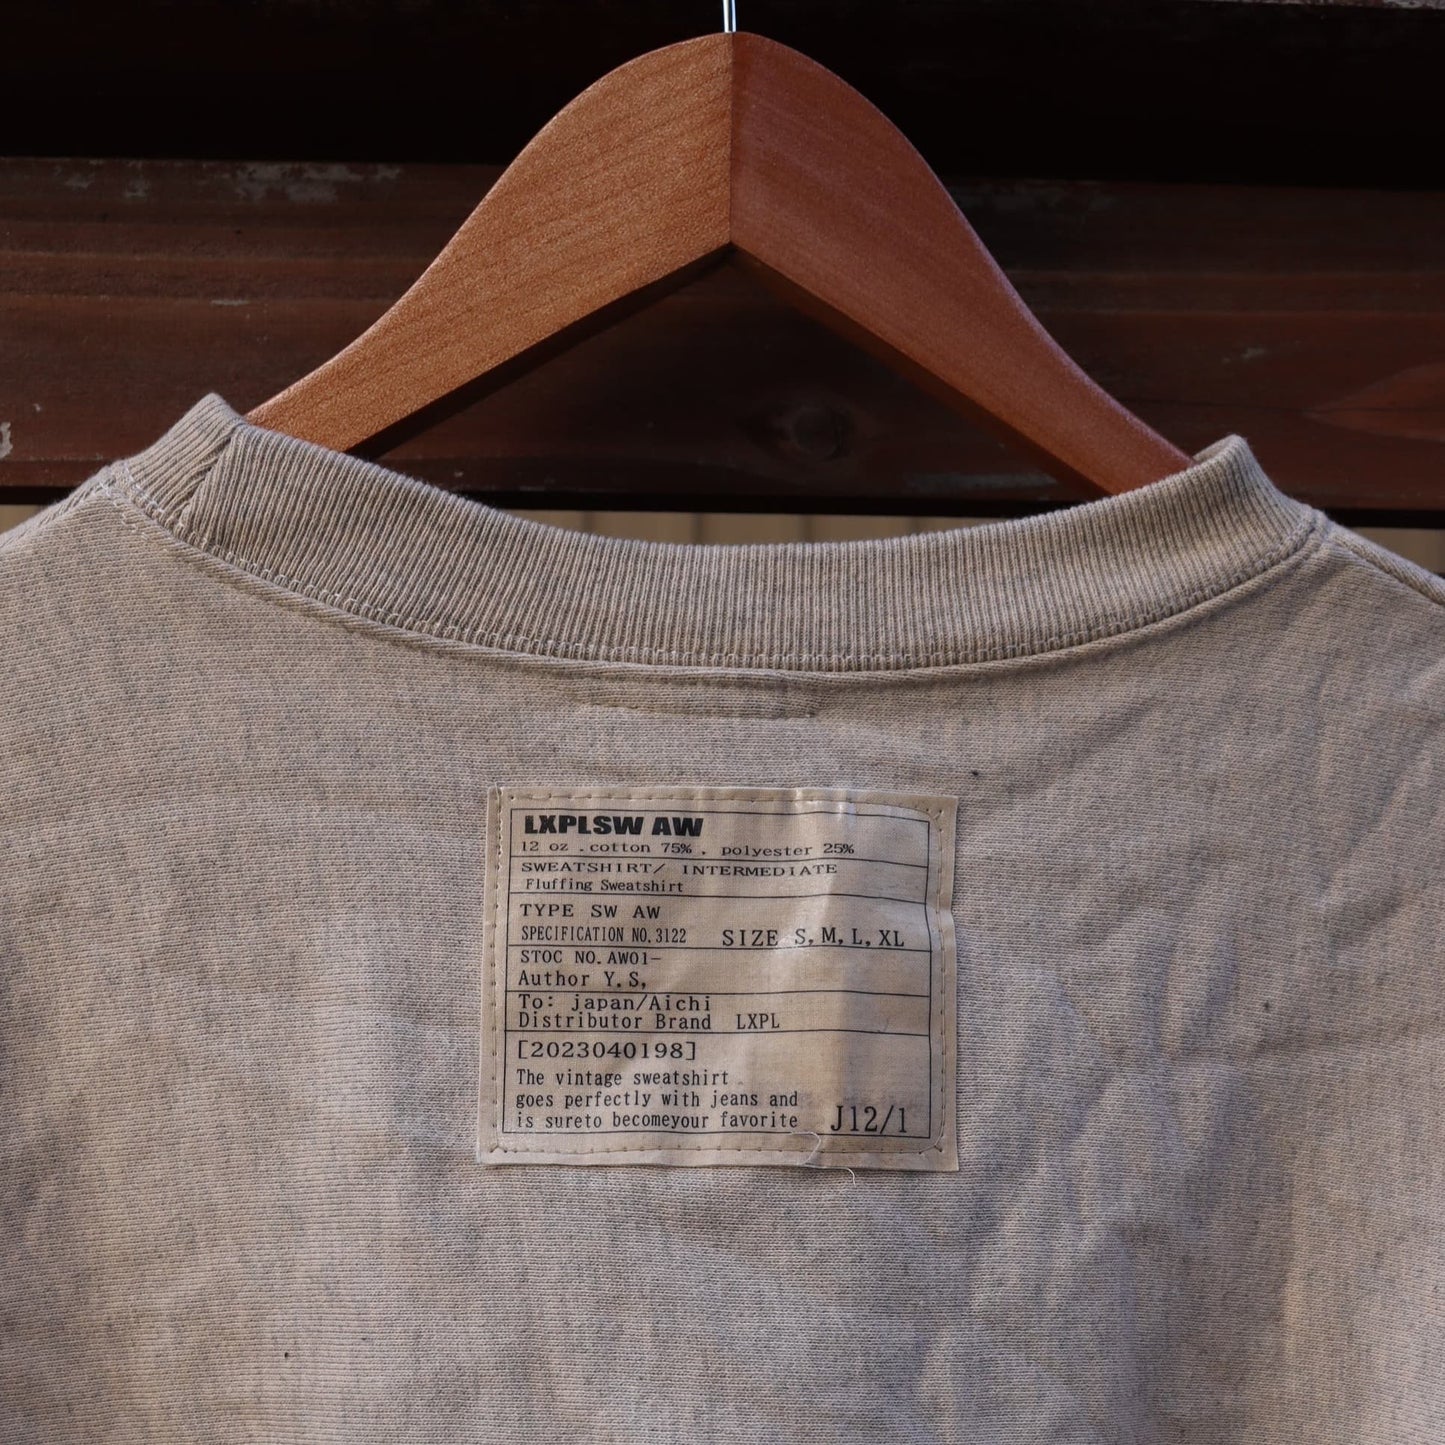 LXPLSW AW
12 oz .cotton 75% , polyester 25%
SWEATSHIRT/ INTERMEDIATE
Fluffing Sweatshirt
TYPE SW AW
SPECIFICATION NO.3122 SIZE S, M, L, XL
STOC NO. AW01-
Author Y. S,
To: japan/Aichi
Distributor Brand LXPL
[2023040198]
The vintage sweatshirt
goes perfectly with jeans and
is sureto becomeyour favorite J12/1